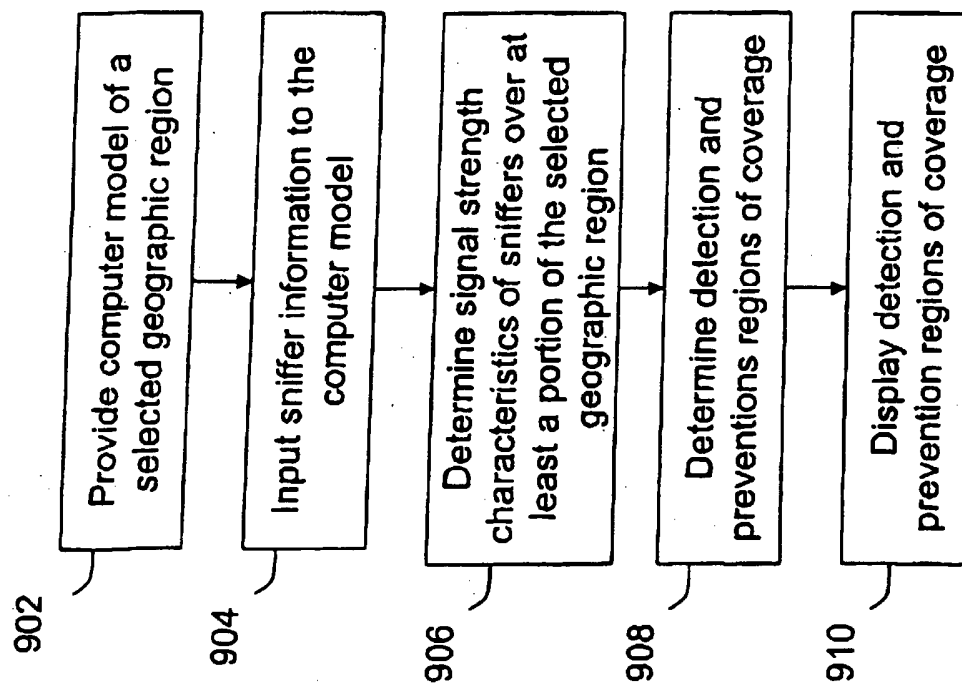 902
Provide computer model of a
selected geographic region
904
Input sniffer information to the
computer model
906
Determine signal strength
characteristics of sniffers over at
least a portion of the selected
geographic region
908
Determine detection and
preventions regions of coverage
910
Display detection and
prevention regions of coverage